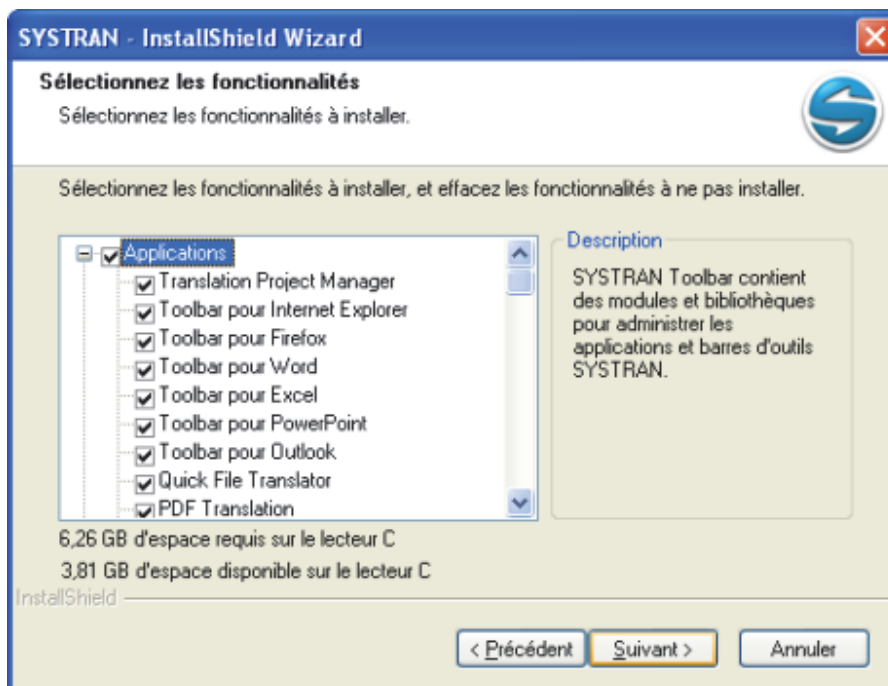 SYSTRAN - InstallShield Wizard
Sélectionnez les fonctionnalités
Sélectionnez les fonctionnalités à installer.
Sélectionnez les fonctionnalités à installer, et effacez les fonctionnalités à ne pas installer.
Applications
Translation Project Manager
Toolbar pour Internet Explorer
Toolbar pour Firefox
Toolbar pour Word
Toolbar pour Excel
Toolbar pour PowerPoint
Toolbar pour Outlook
Quick File Translator
PDF Translation
Description
SYSTRAN Toolbar contient
des modules et bibliothèques
pour administrer les
applications et barres d'outils
SYSTRAN.
6,26 GB d'espace requis sur le lecteur C
3,81 GB d'espace disponible sur le lecteur C
InstallShield
< Précédent
Suivant >
Annuler